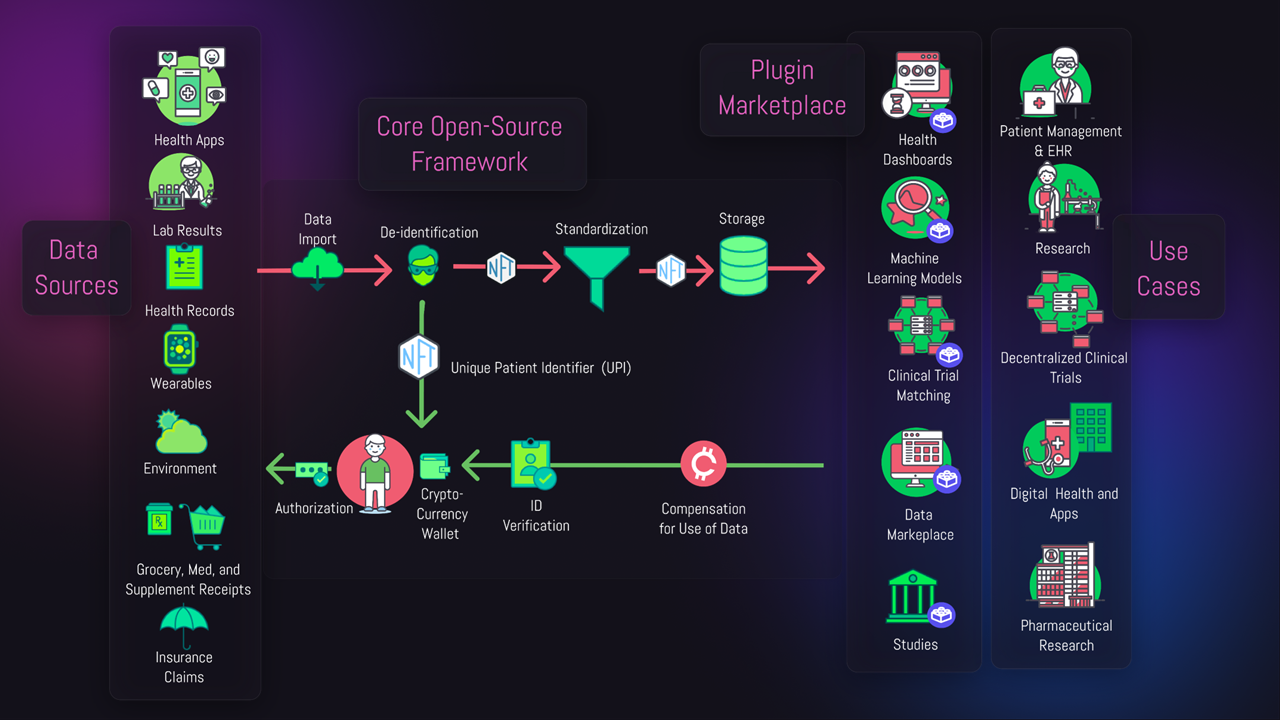 Data
Sources
Health Apps
Lab Results
Health Records
Wearables
Environment
Rx
Grocery, Med, and
Supplement Receipts
Insurance
Claims
Core Open-Source
Framework
Data
Import
De-identification
NFT
Standardization
NFT
Storage
NFT
Unique Patient Identifier (UPI)
Authorization
Crypto-
Currency
Wallet
ID
Verification
Compensation
for Use of Data
Plugin
Marketplace
Health
Dashboards
Machine
Learning Models
Clinical Trial
Matching
Data
Markeplace
Studies
Use
Cases
Patient Management
& EHR
Research
Decentralized Clinical
Trials
Digital Health and
Apps
Pharmaceutical
Research